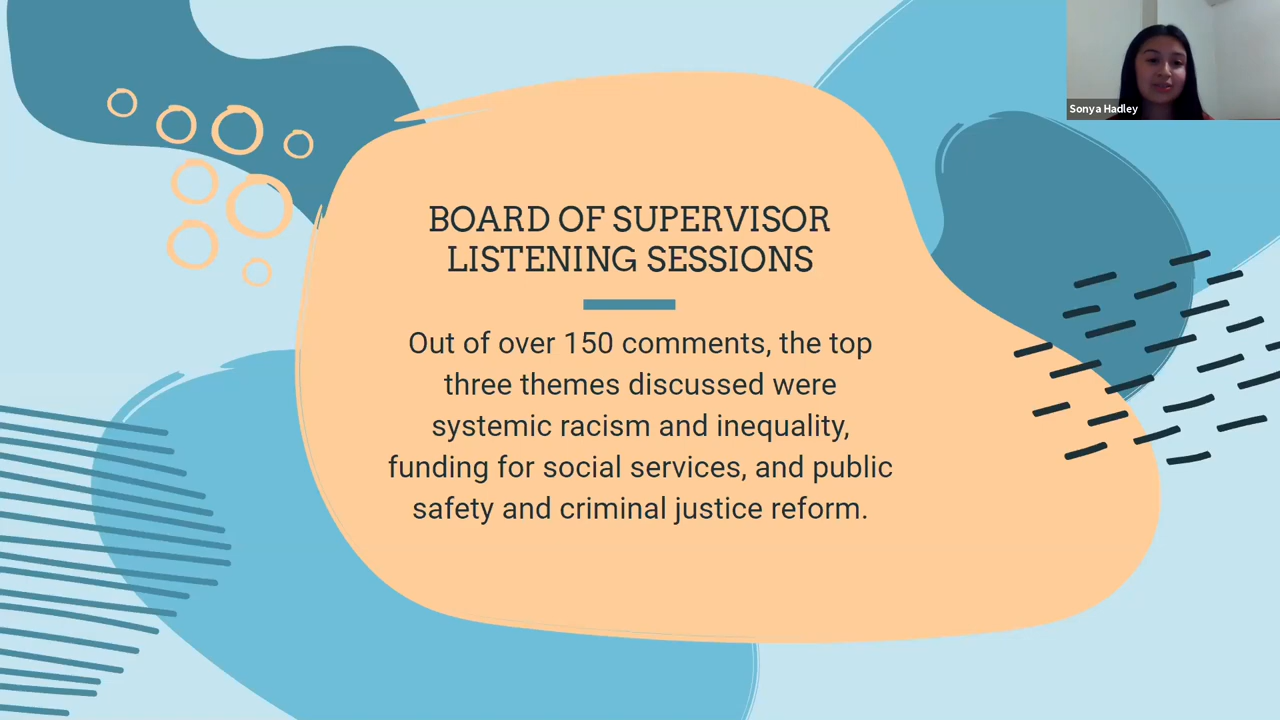 Sonya Hadley
BOARD OF SUPERVISOR
LISTENING SESSIONS
Out of over 150 comments, the top
three themes discussed were
systemic racism and inequality,
funding for social services, and public
safety and criminal justice reform.